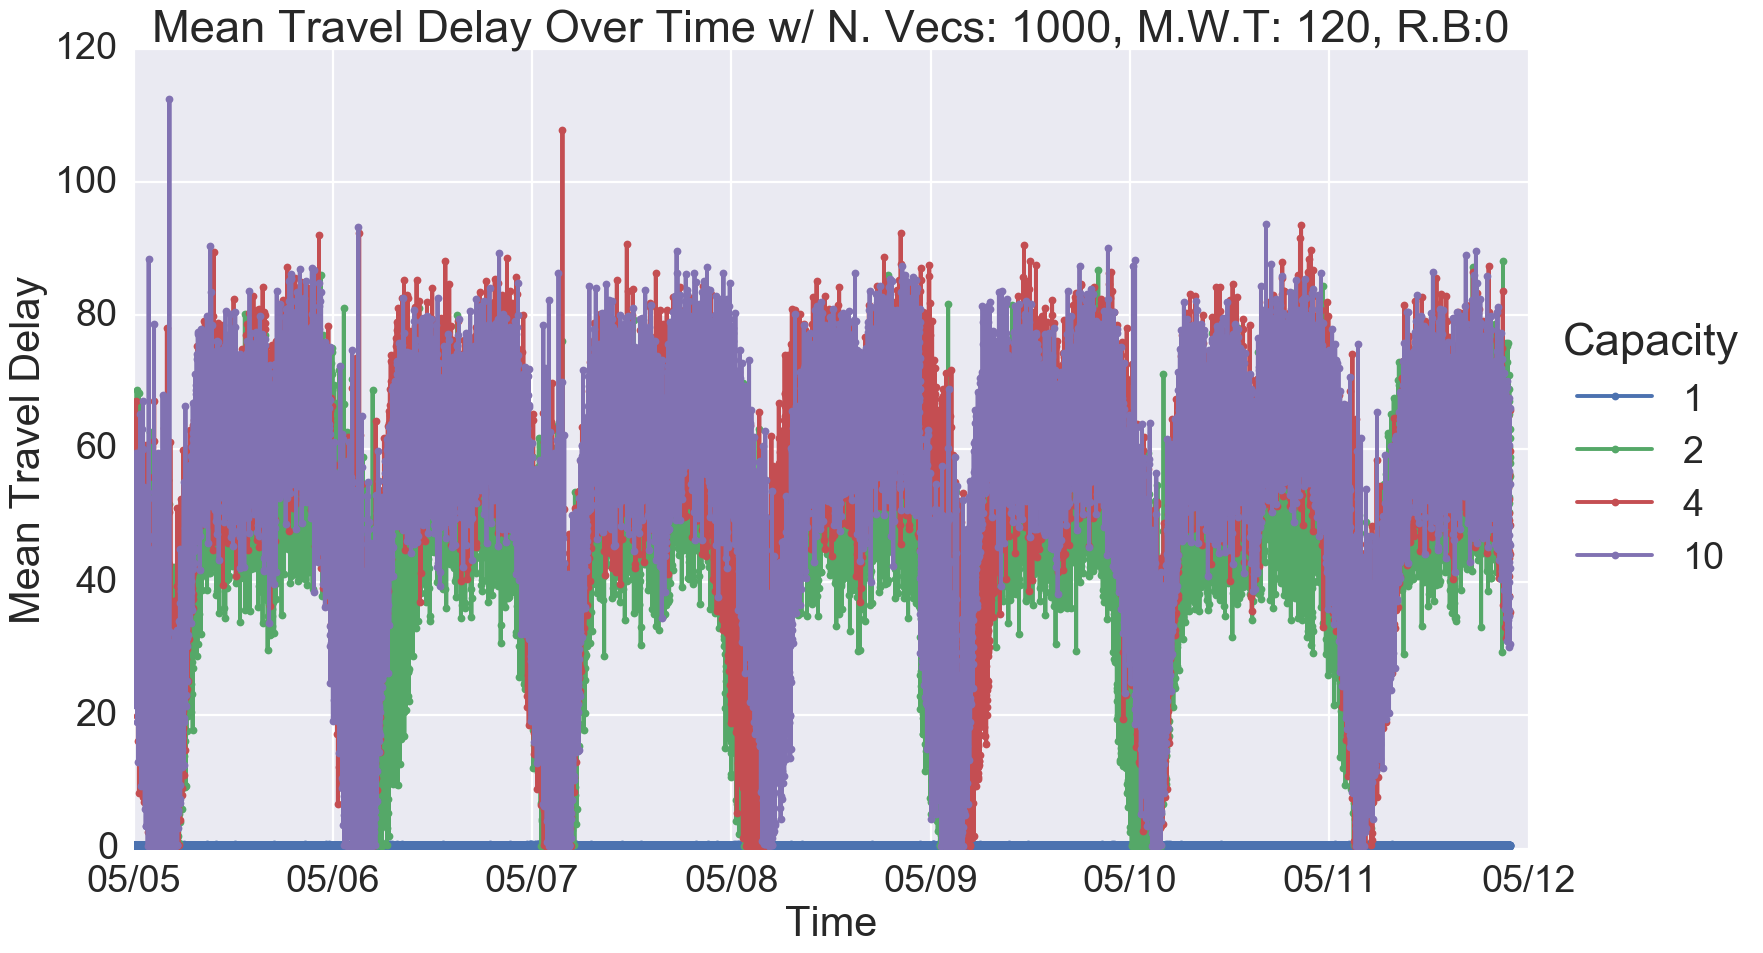 Mean Travel Delay Over Time w/ N. Vecs: 1000, M.W.T: 120, R.B:0
120
100
80
60
40
20
0
Mean Travel Delay
05/05 05/06 05/07 05/08 05/09 05/10 05/11 05/12
Time
Capacity
1
2
4
10